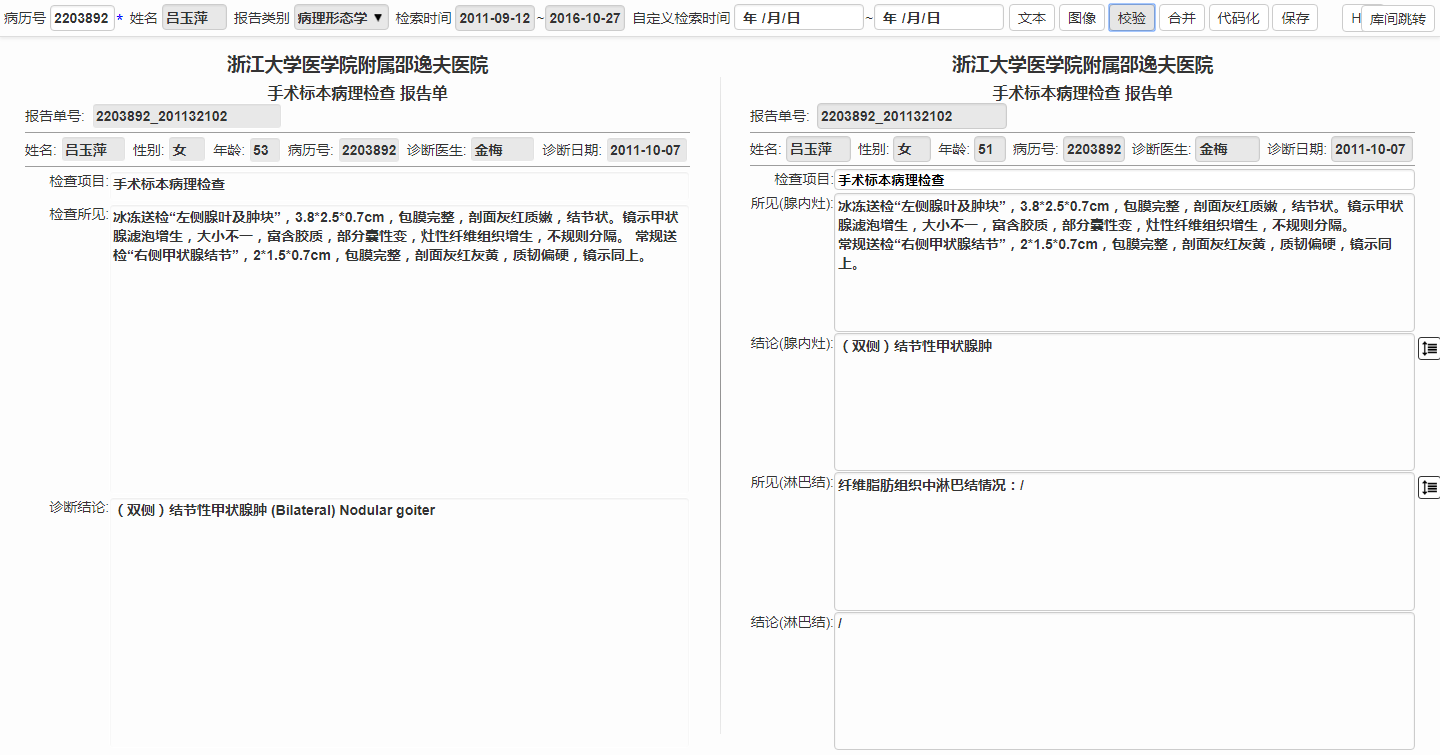 病历号 2203892 * 姓名 吕玉萍 报告类别 病理形态学 ▼ 检索时间 2011-09-12 ~ 2016-10-27 自定义检索时间 年 /月/日 ~ 年 /月/日 文本 图像 校验 合并 代码化 保存 H 库间跳转
浙江大学医学院附属邵逸夫医院
手术标本病理检查 报告单
报告单号: 2203892_201132102
姓名: 吕玉萍 性别: 女 年龄: 53 病历号: 2203892 诊断医生: 金梅 诊断日期: 2011-10-07
检查项目: 手术标本病理检查
检查所见: 冰冻送检“左侧腺叶及肿块”，3.8*2.5*0.7cm，包膜完整，剖面灰红质嫩，结节状。镜示甲状
腺滤泡增生，大小不一，富含胶质，部分囊性变，灶性纤维组织增生，不规则分隔。 常规送
检“右侧甲状腺结节”，2*1.5*0.7cm，包膜完整，剖面灰红灰黄，质韧偏硬，镜示同上。
诊断结论: （双侧）结节性甲状腺肿 (Bilateral) Nodular goiter
浙江大学医学院附属邵逸夫医院
手术标本病理检查 报告单
报告单号: 2203892_201132102
姓名: 吕玉萍 性别: 女 年龄: 51 病历号: 2203892 诊断医生: 金梅 诊断日期: 2011-10-07
检查项目: 手术标本病理检查
所见(腺内灶): 冰冻送检“左侧腺叶及肿块”，3.8*2.5*0.7cm，包膜完整，剖面灰红质嫩，结节状。镜示甲状
腺滤泡增生，大小不一，富含胶质，部分囊性变，灶性纤维组织增生，不规则分隔。
常规送检“右侧甲状腺结节”，2*1.5*0.7cm，包膜完整，剖面灰红灰黄，质韧偏硬，镜示同
上。
结论(腺内灶): （双侧）结节性甲状腺肿
所见(淋巴结): 纤维脂肪组织中淋巴结情况：/
结论(淋巴结): /